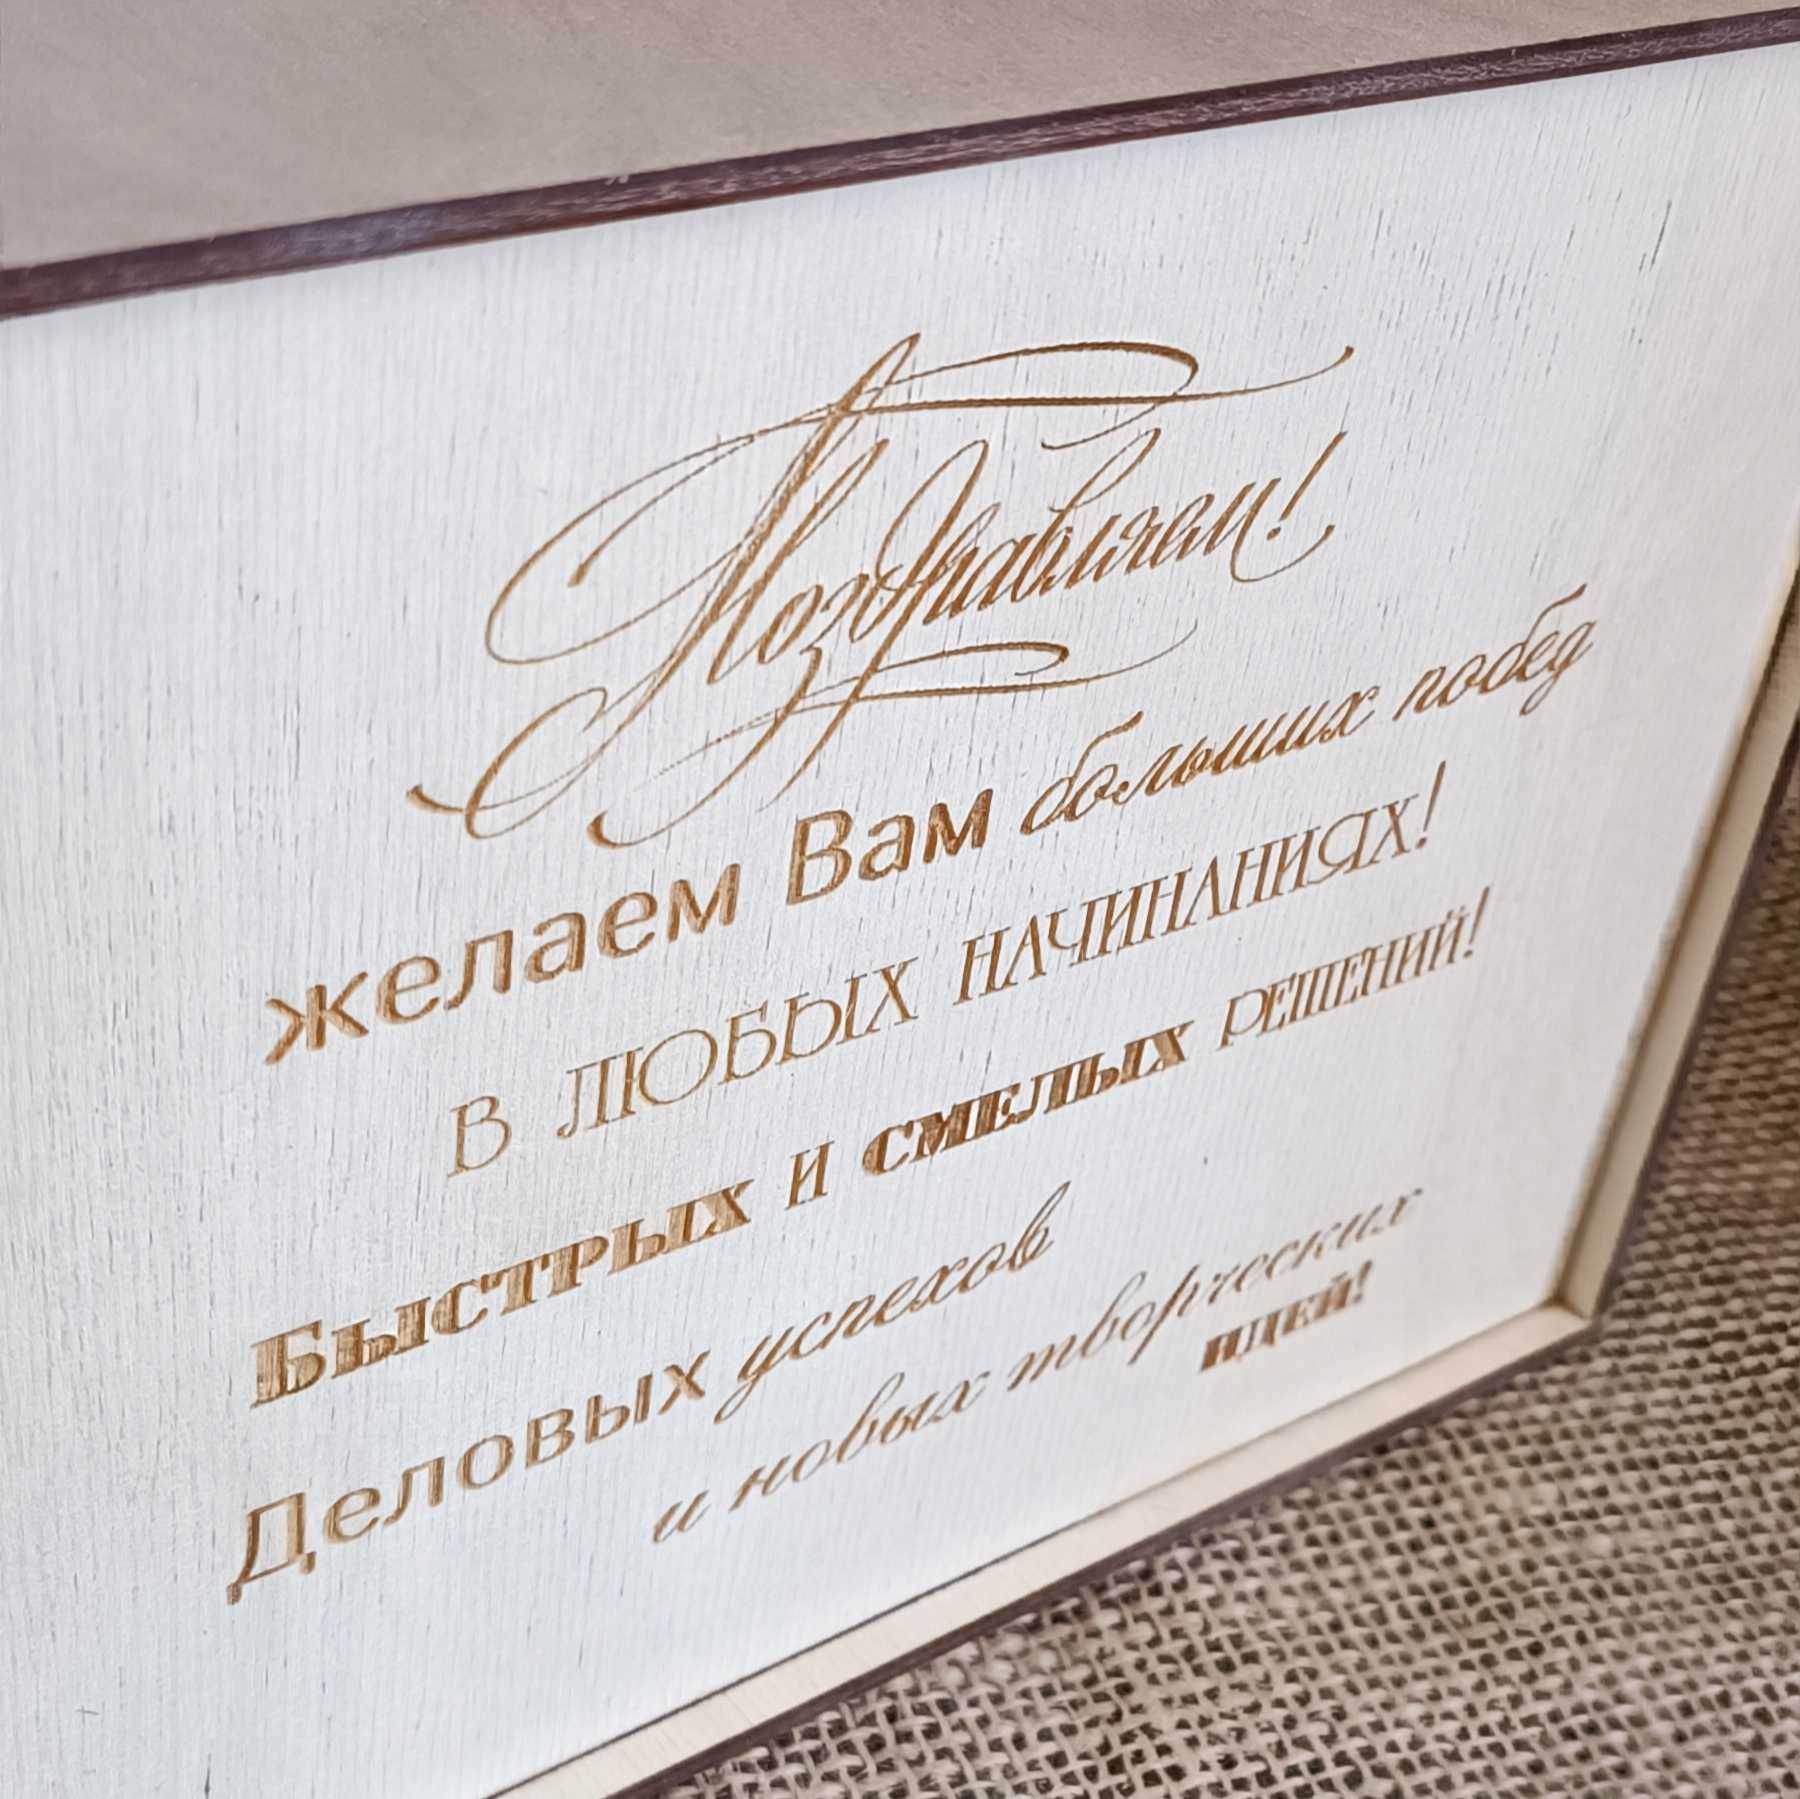 Поздравляем!
желаем Вам больших побед
В ЛЮБЫХ НАЧИНАНИЯХ!
БЫСТРЫХ И СМЕЛЫХ РЕШЕНИЙ!
Деловых успехов
и новых творческих
ИДЕЙ!